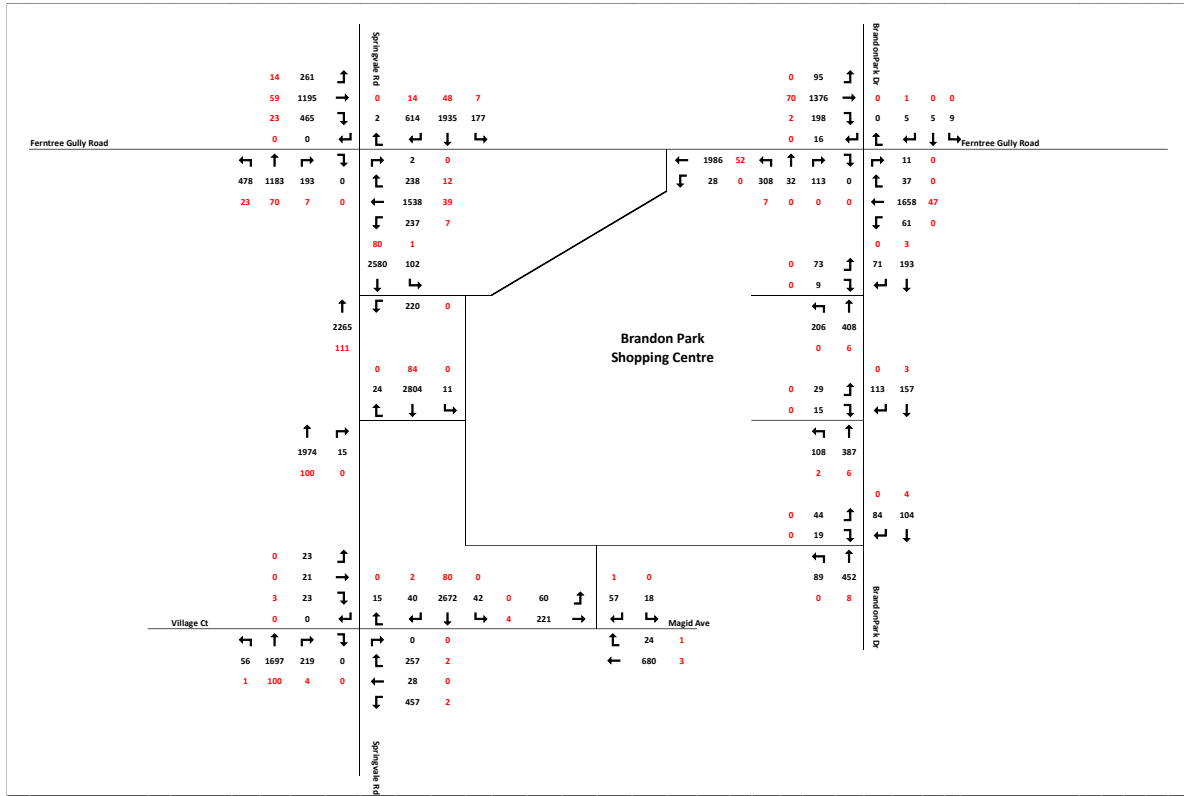 Springvale Rd
BrandonPark Dr
14 261
0 95
59 1195
0 14 48 7
70 1376
0 1 0 0
23 465
2 614 1935 177
2 198
0 5 5 9
0 0
0 16
Ferntree Gully Road
Ferntree Gully Road
2 0
1986 52
11 0
478 1183 193 0
238 12
28 0 308 32 113 0
37 0
23 70 7 0
1538 39
7 0 0 0
1658 47
237 7
61 0
80 1
0 3
2580 102
0 73
71 193
0 9
220 0
2265
206 408
111
0 6
Brandon Park
Shopping Centre
0 84 0
0 3
24 2804 11
0 29
113 157
0 15
1974 15
108 387
100 0
2 6
0 4
0 44
84 104
0 19
0 23
0 21
0 2 80 0
1 0
89 452
3 23
15 40 2672 42 0 60
57 18
0 8
0 0
4 221
Village Ct
Magid Ave
BrandonPark Dr
0 0
24 1
56 1697 219 0
257 2
680 3
1 100 4 0
28 0
457 2
Springvale Rd